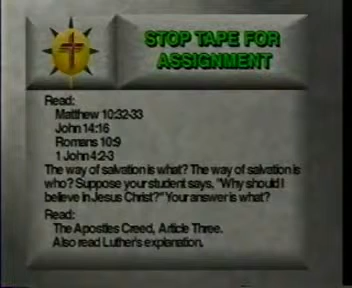 STOP TAPE FOR
ASSIGNMENT
Read:
Matthew 10:32-33
John 14:16
Romans 10:9
1 John 4:2-3
The way of salvation is what? The way of salvation is
who? Suppose your student says, "Why should I
believe in Jesus Christ?" Your answer is what?
Read:
The Apostles Creed, Article Three.
Also read Luther's explanation.